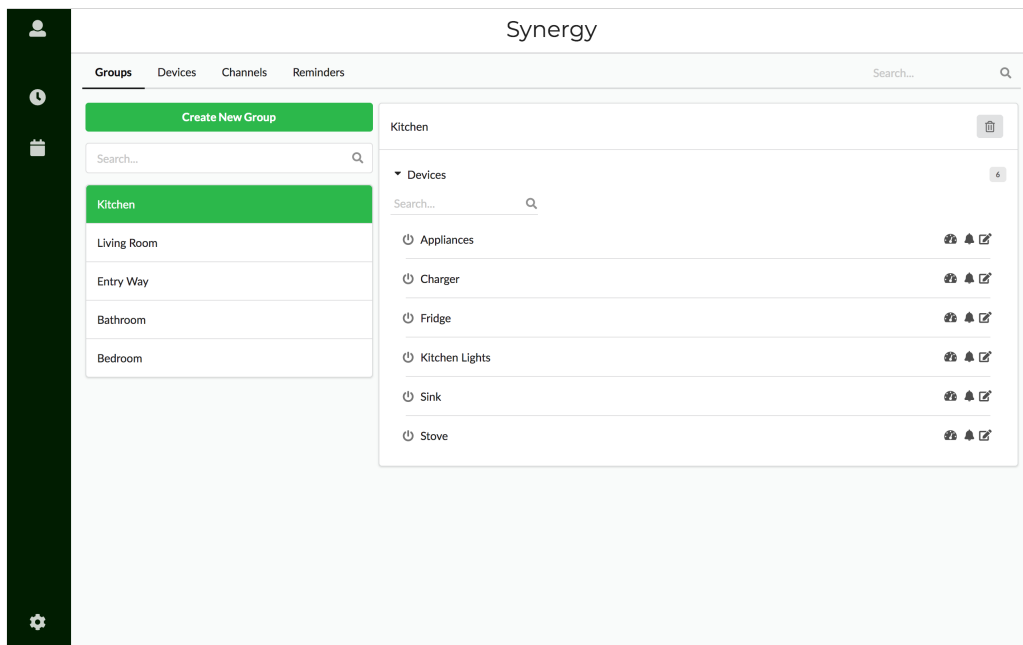 Synergy
Groups Devices Channels Reminders Search...
Create New Group
Search...
Kitchen
Living Room
Entry Way
Bathroom
Bedroom
Kitchen
Devices 6
Search...
Appliances
Charger
Fridge
Kitchen Lights
Sink
Stove